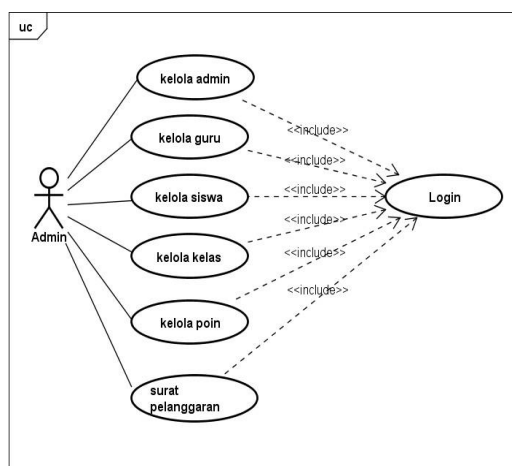 uc
kelola admin
<<include>>
kelola guru
<<include>>
kelola siswa
<<include>>
Login
Admin
<<include>>
kelola kelas
<<include>>
kelola poin
<<include>>
surat
pelanggaran